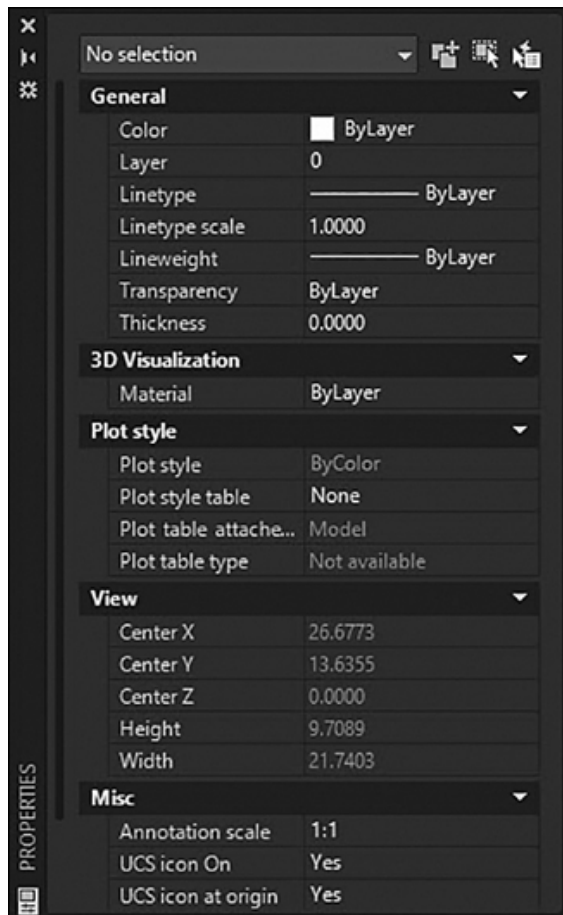 No selection
General
Color ByLayer
Layer 0
Linetype ByLayer
Linetype scale 1.0000
Lineweight ByLayer
Transparency ByLayer
Thickness 0.0000
3D Visualization
Material ByLayer
Plot style
Plot style ByColor
Plot style table None
Plot table attache... Model
Plot table type Not available
View
Center X 26.6773
Center Y 13.6355
Center Z 0.0000
Height 9.7089
Width 21.7403
Misc
Annotation scale 1:1
UCS icon On Yes
UCS icon at origin Yes
PROPERTIES